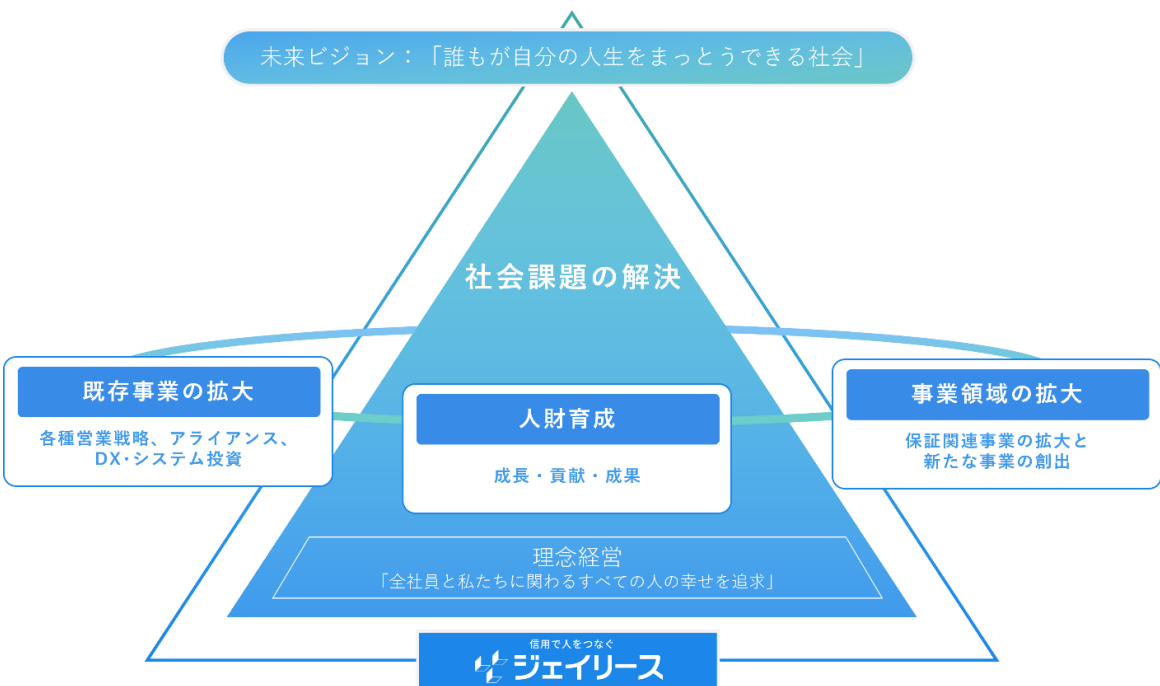 未来ビジョン：「誰もが自分の人生をまっとうできる社会」
社会課題の解決
既存事業の拡大
各種営業戦略、アライアンス、
DX･システム投資
人財育成
成長・貢献・成果
事業領域の拡大
保証関連事業の拡大と
新たな事業の創出
理念経営
「全社員と私たちに関わるすべての人の幸せを追求」
信用で人をつなぐ
ジェイリース